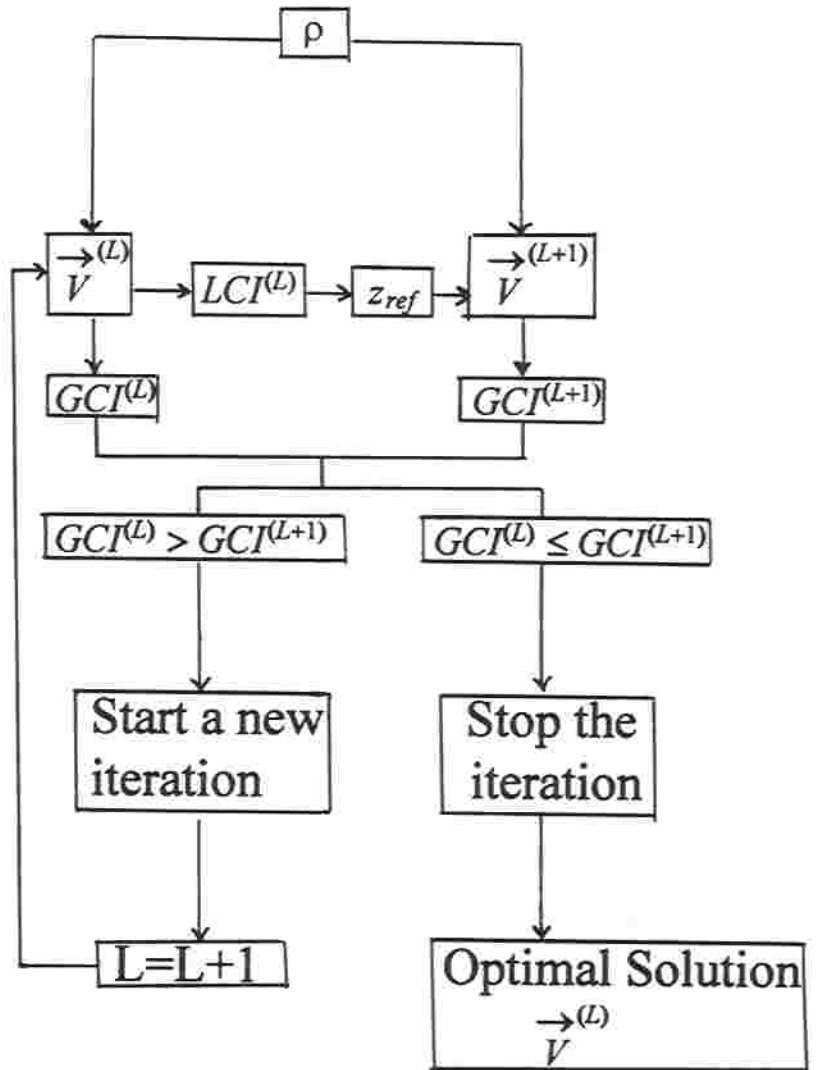 ρ
V⃗^(L)
LCI^(L)
z_ref
V⃗^(L+1)
GCI^(L)
GCI^(L+1)
GCI^(L) > GCI^(L+1)
GCI^(L) ≤ GCI^(L+1)
Start a new
iteration
Stop the
iteration
L=L+1
Optimal Solution
V⃗^(L)